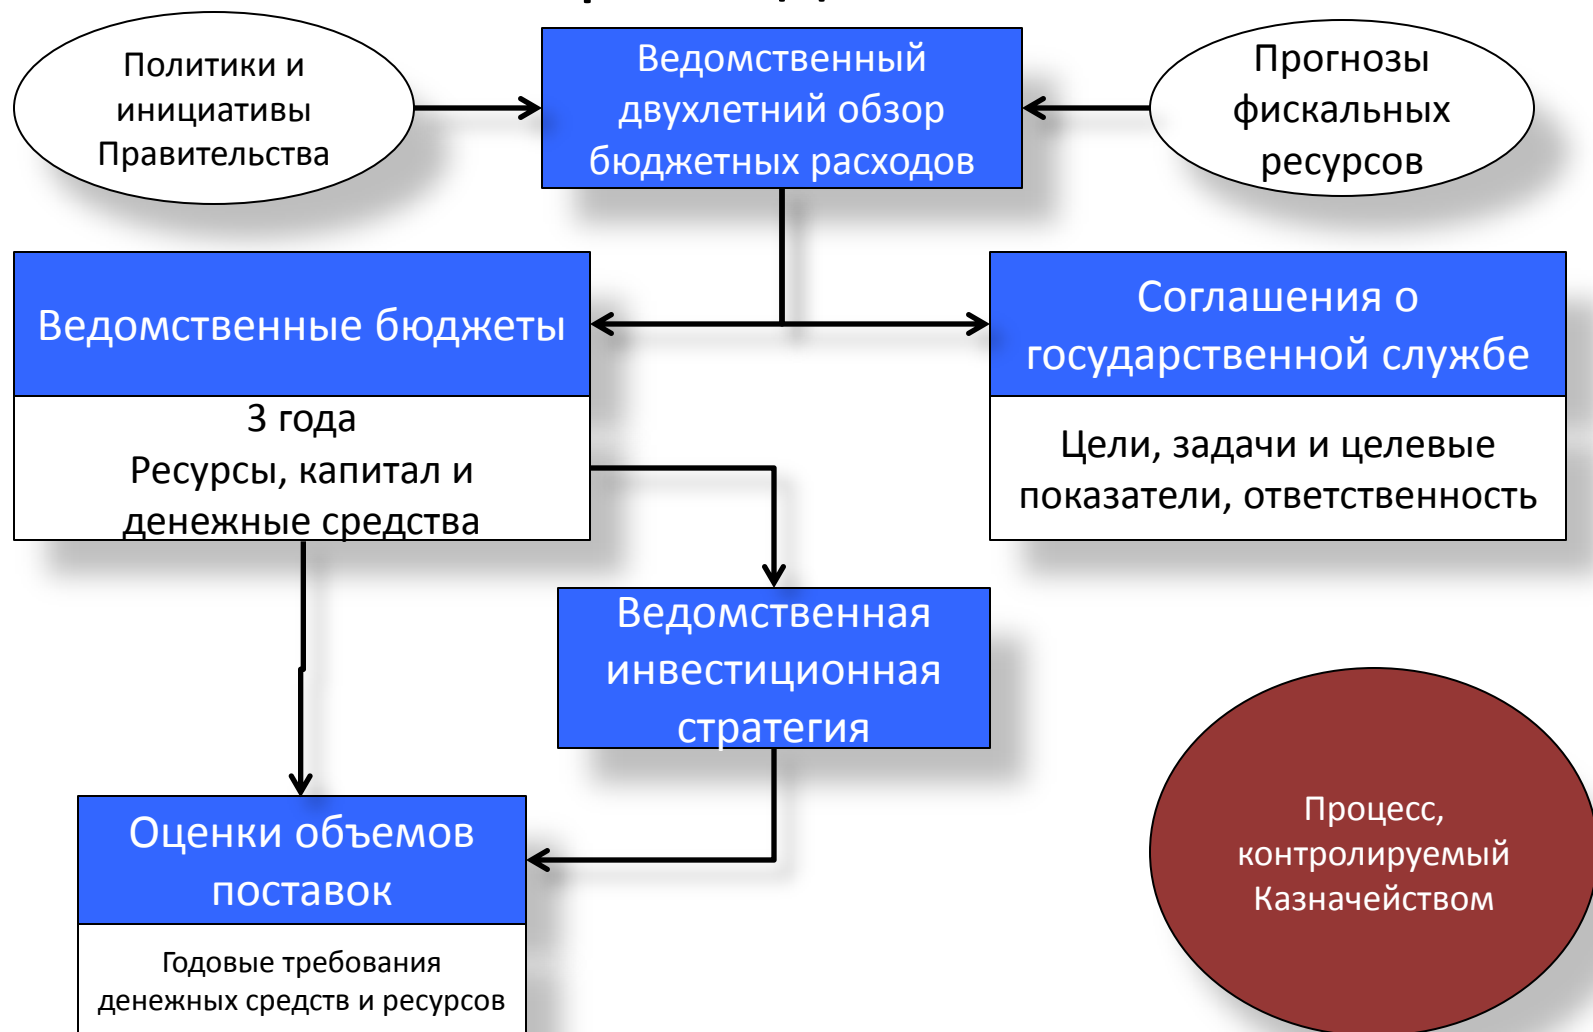 Политики и
инициативы
Правительства
Ведомственный
двухлетний обзор
бюджетных расходов
Прогнозы
фискальных
ресурсов
Ведомственные бюджеты
3 года
Ресурсы, капитал и
денежные средства
Соглашения о
государственной службе
Цели, задачи и целевые
показатели, ответственность
Ведомственная
инвестиционная
стратегия
Оценки объемов
поставок
Годовые требования
денежных средств и ресурсов
Процесс,
контролируемый
Казначейством